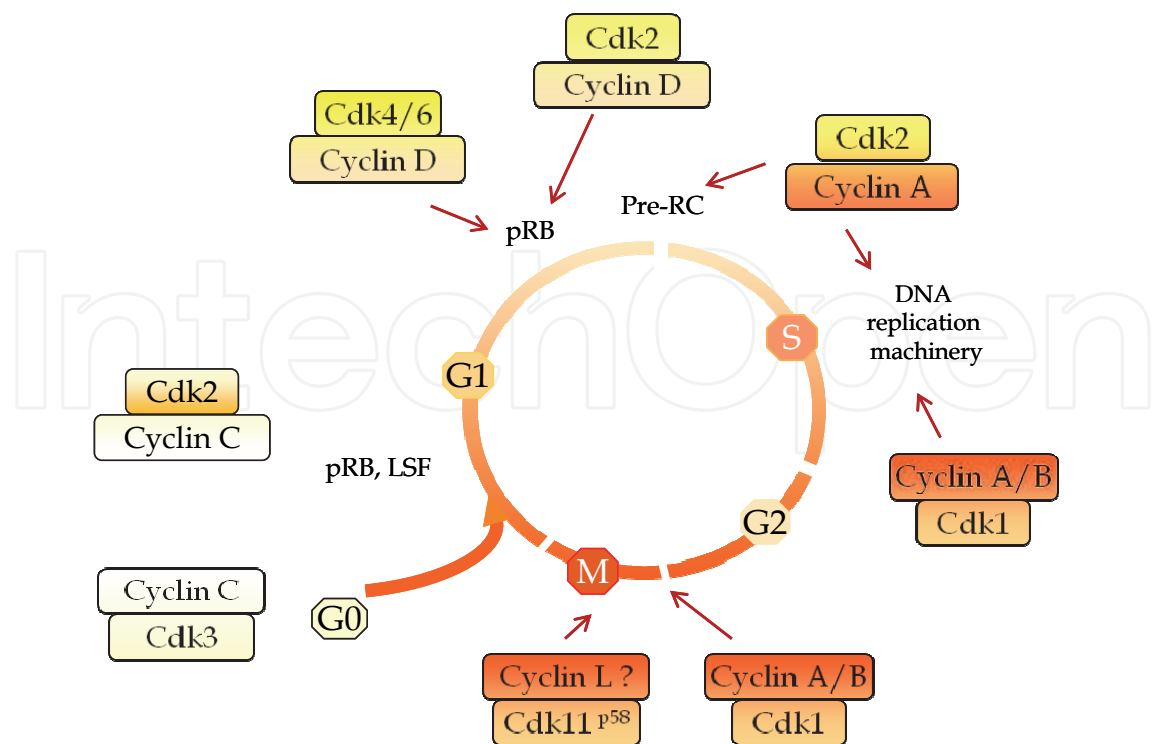 Cdk2
Cyclin D
Cdk4/6
Cyclin D
Cdk2
Cyclin A
Pre-RC
pRB
DNA
replication
machinery
S
G1
Cdk2
Cyclin C
pRB, LSF
Cyclin A/B
Cdk1
G2
M
Cyclin C
Cdk3
G0
Cyclin L ?
Cdk11 p58
Cyclin A/B
Cdk1
IntechOpen